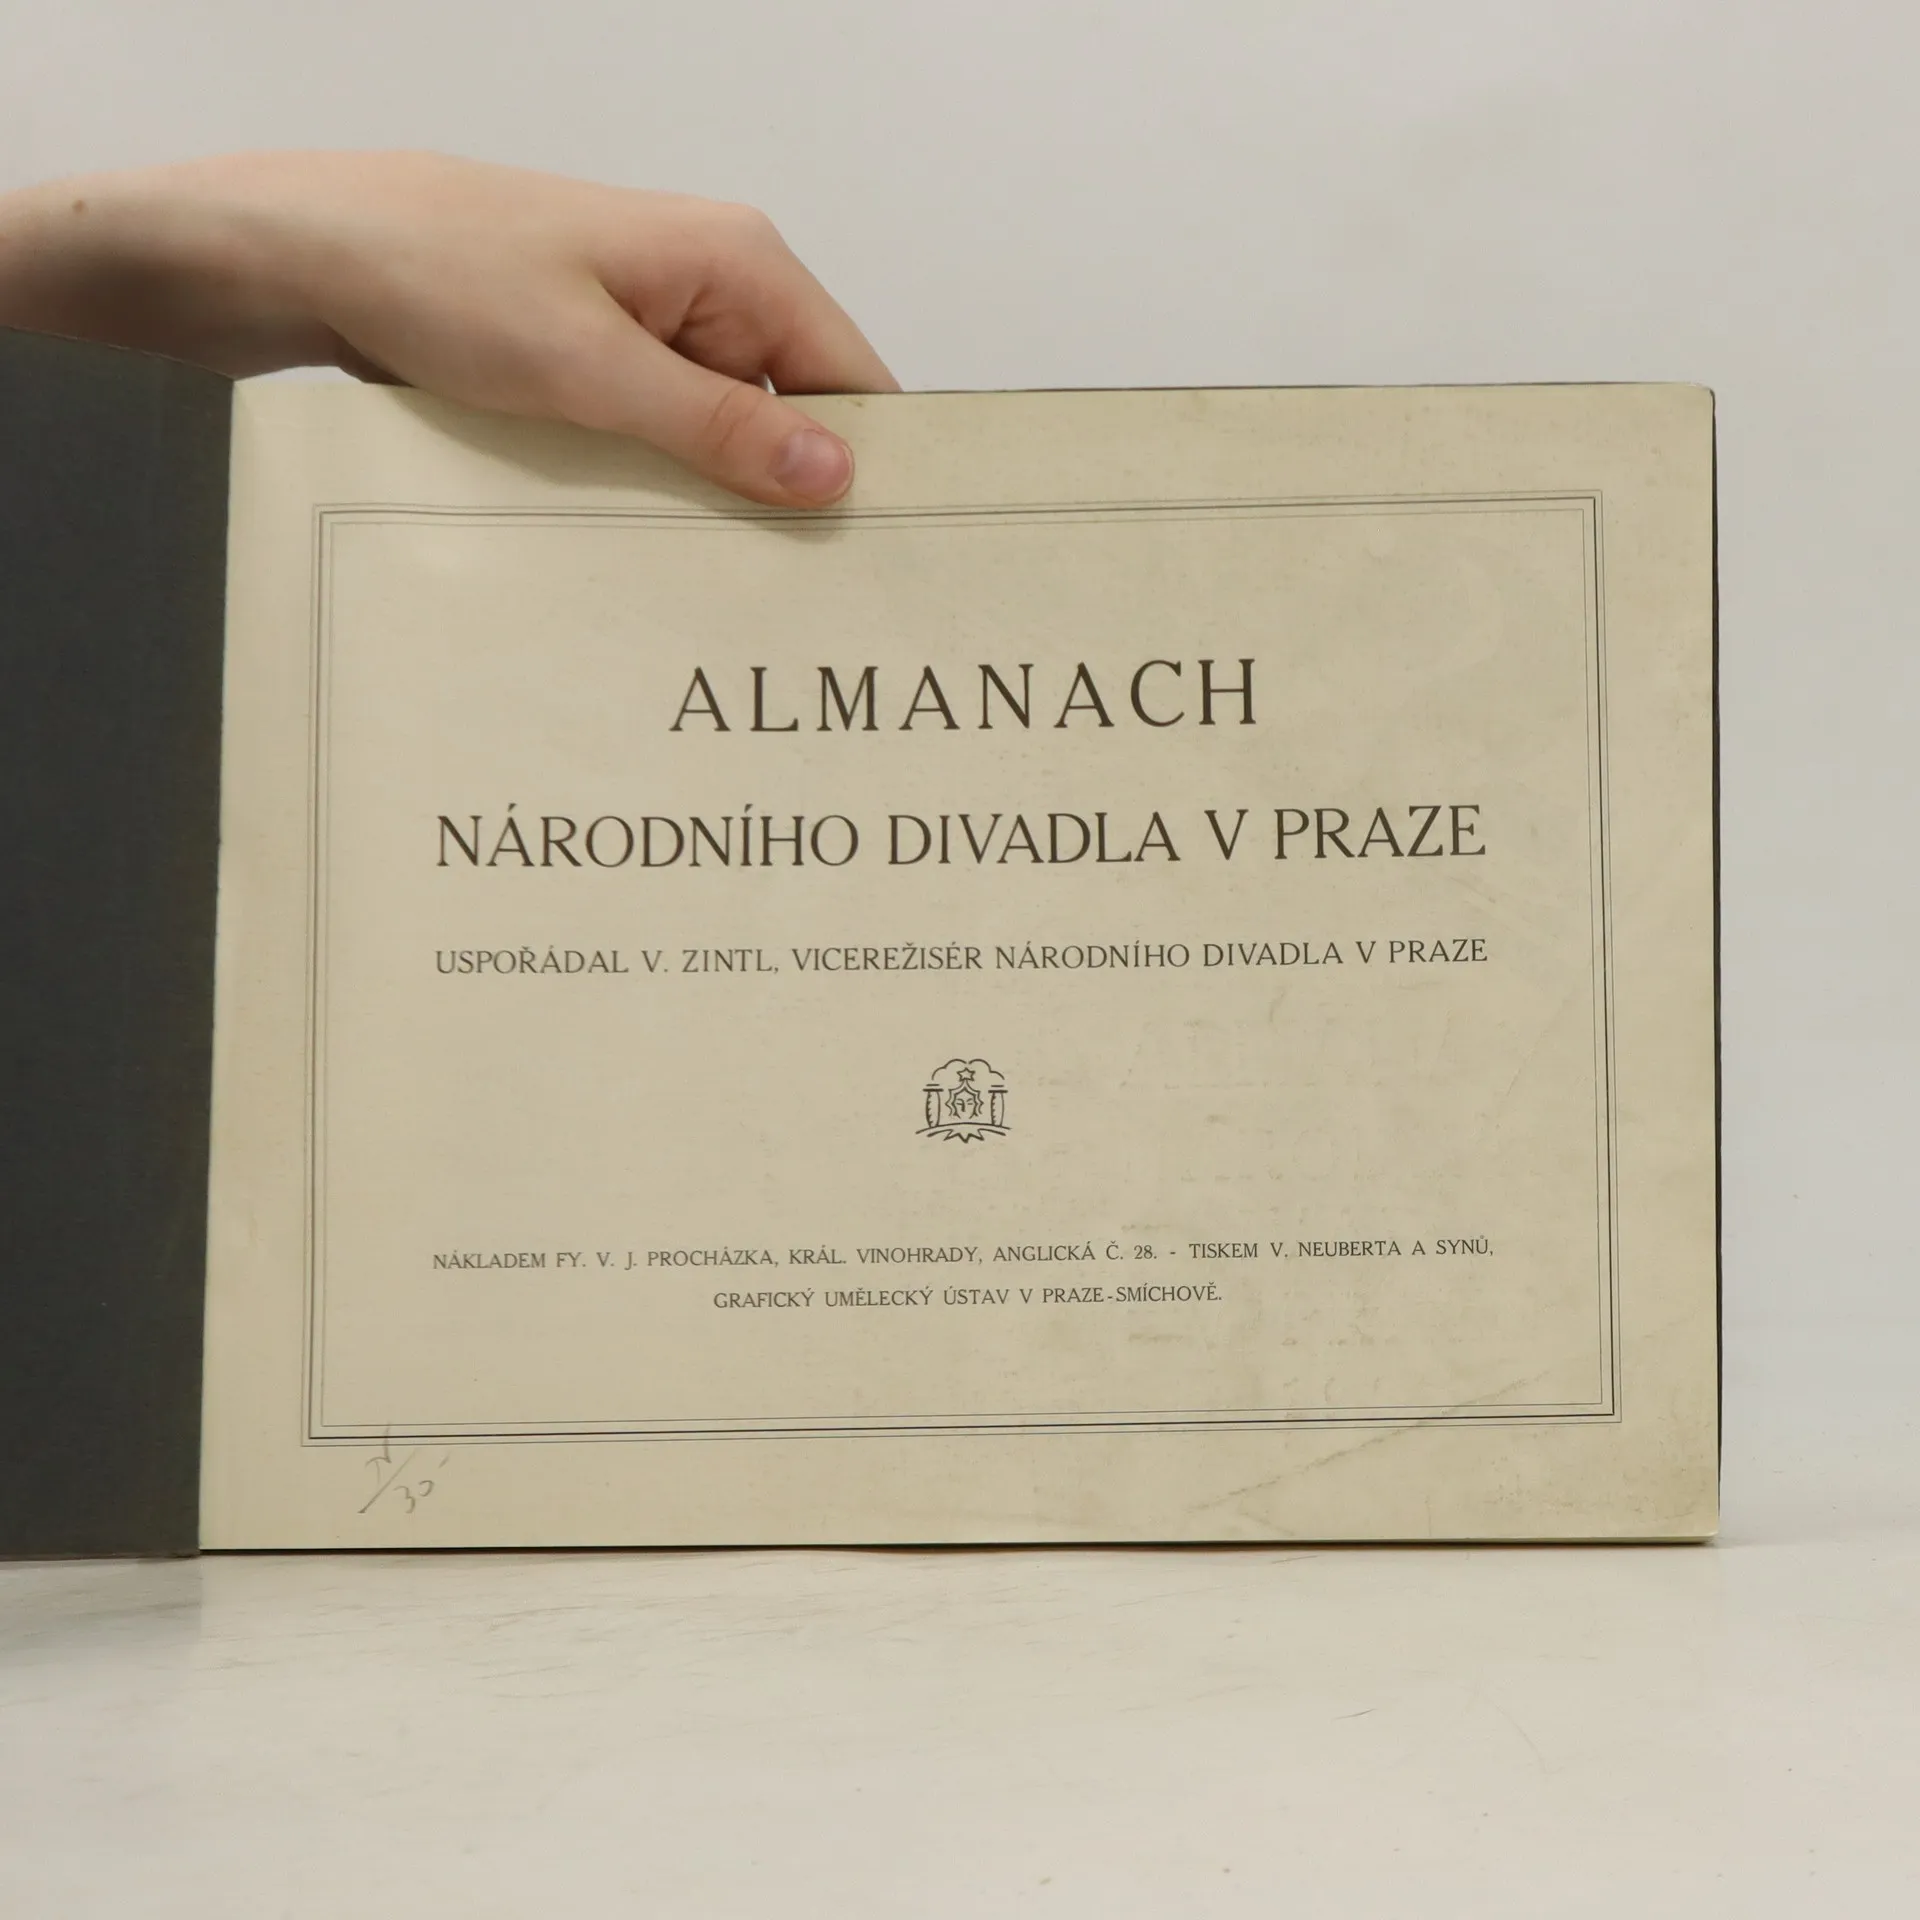 ALMANACH
NÁRODNÍHO DIVADLA V PRAZE
USPOŘÁDAL V. ZINTL, VICEREŽISÉR NÁRODNÍHO DIVADLA V PRAZE
NÁKLADEM FY. V. J. PROCHÁZKA, KRÁL. VINOHRADY, ANGLICKÁ Č. 28. - TISKEM V. NEUBERTA A SYNŮ,
GRAFICKÝ UMĚLECKÝ ÚSTAV V PRAZE-SMÍCHOVĚ.